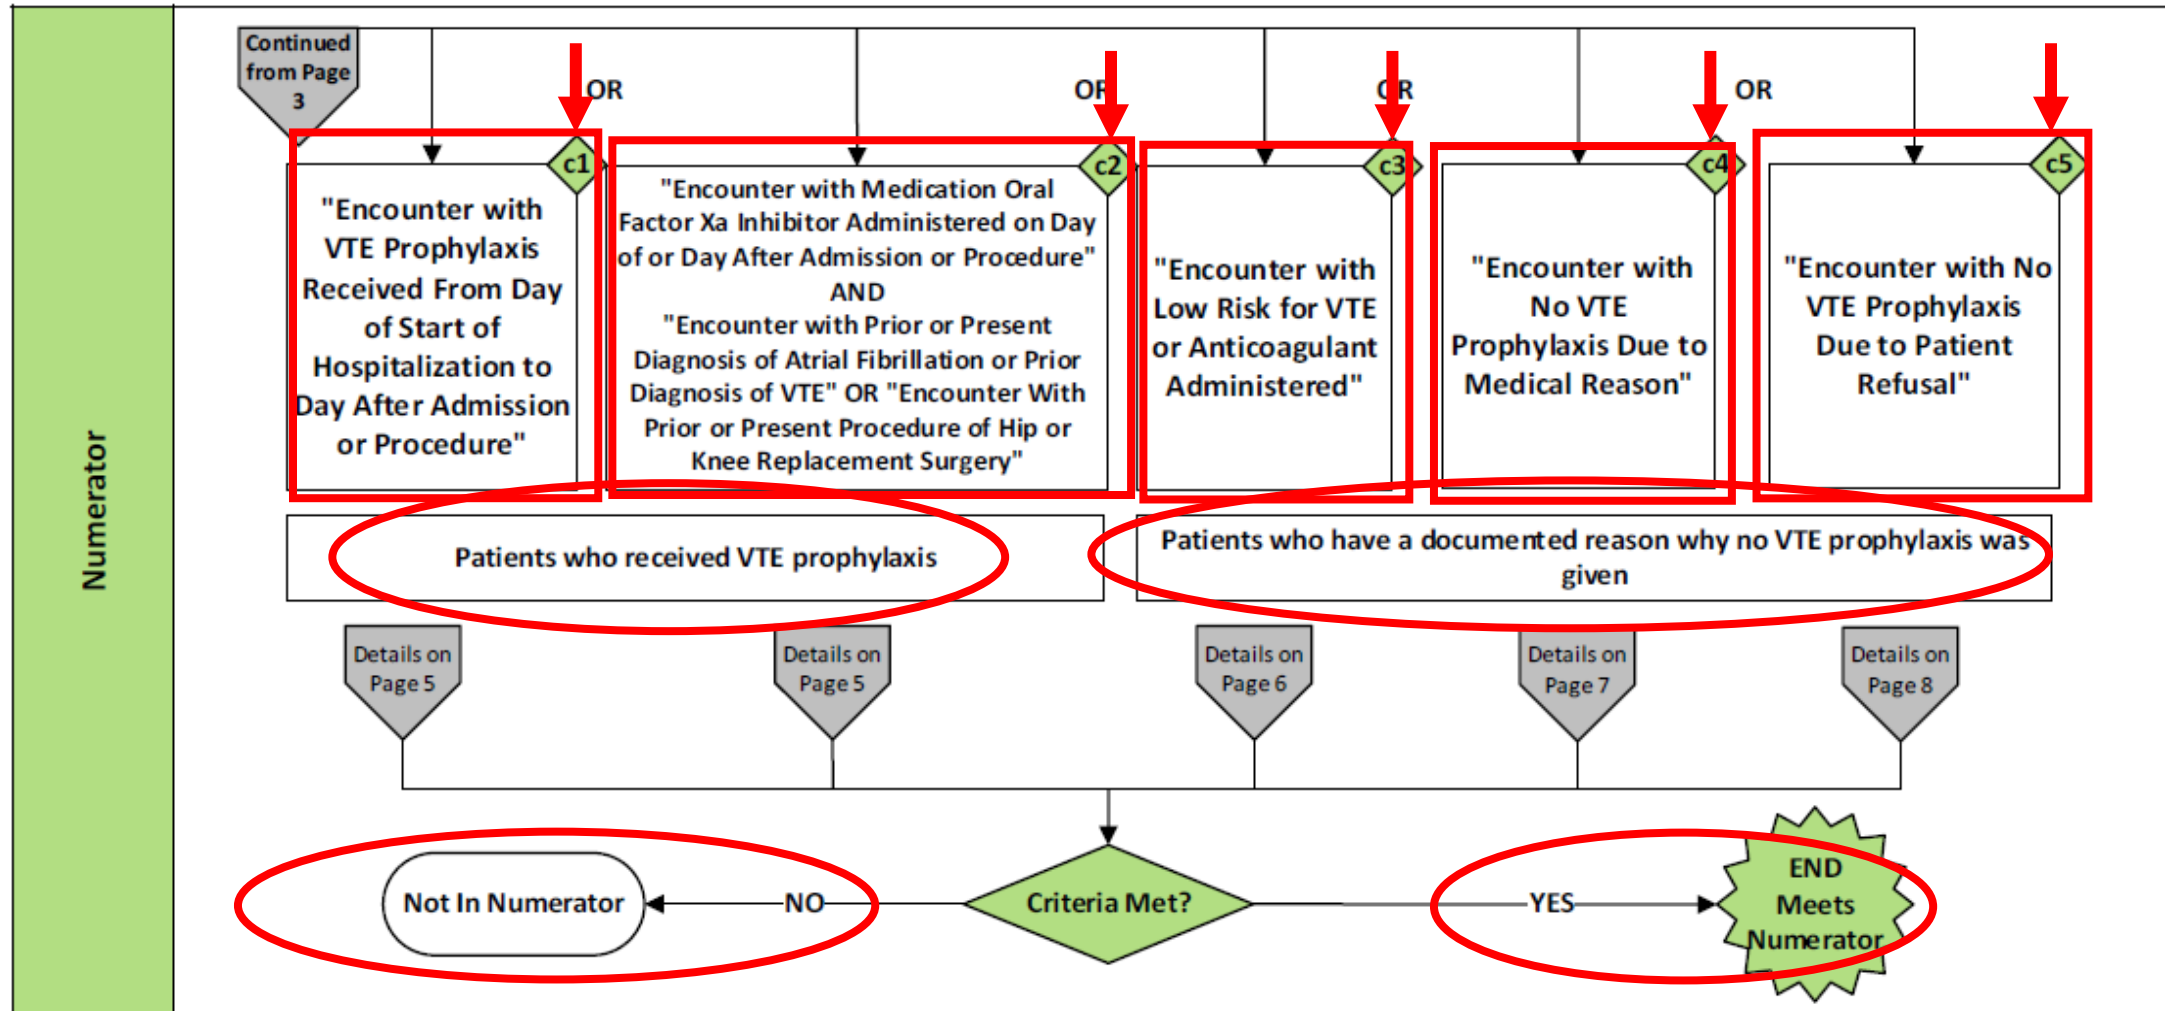 Numerator
Continued
from Page
3
OR
OR
OR
OR
c1
"Encounter with
VTE Prophylaxis
Received From Day
of Start of
Hospitalization to
Day After Admission
or Procedure"
c2
"Encounter with Medication Oral
Factor Xa Inhibitor Administered on Day
of or Day After Admission or Procedure"
AND
"Encounter with Prior or Present
Diagnosis of Atrial Fibrillation or Prior
Diagnosis of VTE" OR "Encounter With
Prior or Present Procedure of Hip or
Knee Replacement Surgery"
c3
"Encounter with
Low Risk for VTE
or Anticoagulant
Administered"
c4
"Encounter with
No VTE
Prophylaxis Due to
Medical Reason"
c5
"Encounter with No
VTE Prophylaxis
Due to Patient
Refusal"
Patients who received VTE prophylaxis
Patients who have a documented reason why no VTE prophylaxis was
given
Details on
Page 5
Details on
Page 5
Details on
Page 6
Details on
Page 7
Details on
Page 8
Not In Numerator
NO
Criteria Met?
YES
END
Meets
Numerator